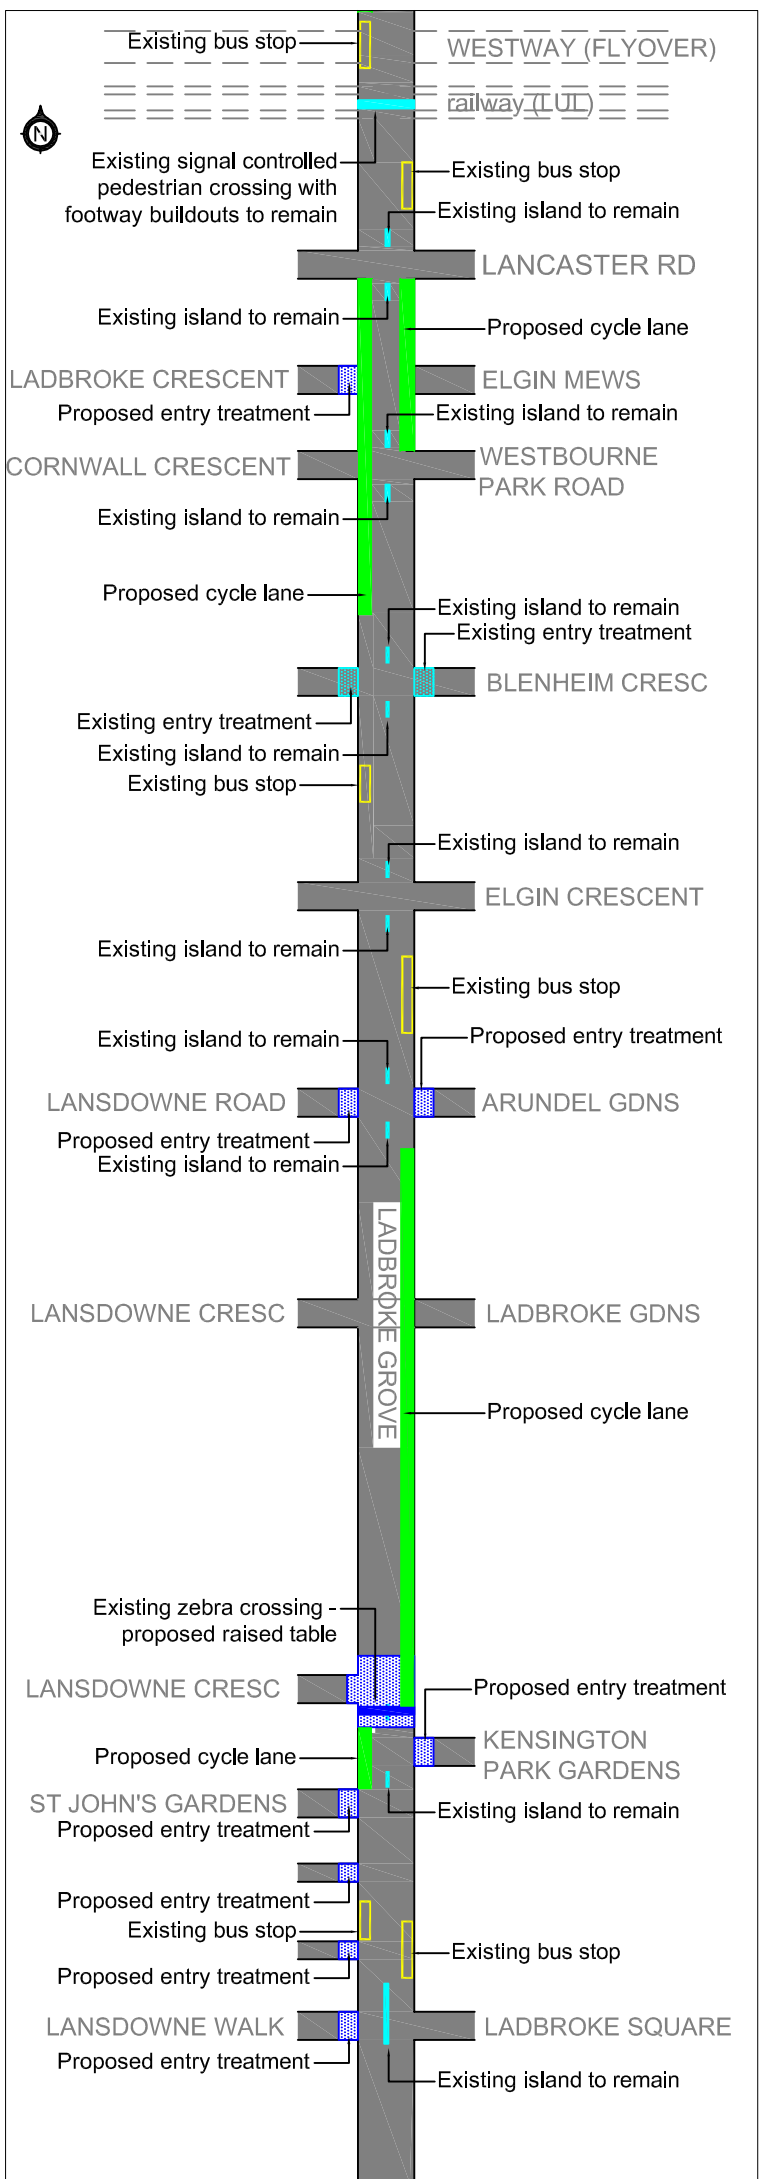 Existing bus stop
WESTWAY (FLYOVER)
railway (LUL)
N
Existing signal controlled
pedestrian crossing with
footway buildouts to remain
Existing bus stop
Existing island to remain
LANCASTER RD
Existing island to remain
Proposed cycle lane
LADBROKE CRESCENT
ELGIN MEWS
Proposed entry treatment
Existing island to remain
CORNWALL CRESCENT
WESTBOURNE
PARK ROAD
Existing island to remain
Proposed cycle lane
Existing island to remain
Existing entry treatment
BLENHEIM CRESC
Existing entry treatment
Existing island to remain
Existing bus stop
Existing island to remain
ELGIN CRESCENT
Existing island to remain
Existing bus stop
Existing island to remain
Proposed entry treatment
LANSDOWNE ROAD
ARUNDEL GDNS
Proposed entry treatment
Existing island to remain
LADBROKE GROVE
LANSDOWNE CRESC
LADBROKE GDNS
Proposed cycle lane
Existing zebra crossing -
proposed raised table
LANSDOWNE CRESC
Proposed entry treatment
KENSINGTON
PARK GARDENS
Proposed cycle lane
ST JOHN'S GARDENS
Existing island to remain
Proposed entry treatment
Proposed entry treatment
Existing bus stop
Existing bus stop
Proposed entry treatment
LANSDOWNE WALK
LADBROKE SQUARE
Proposed entry treatment
Existing island to remain